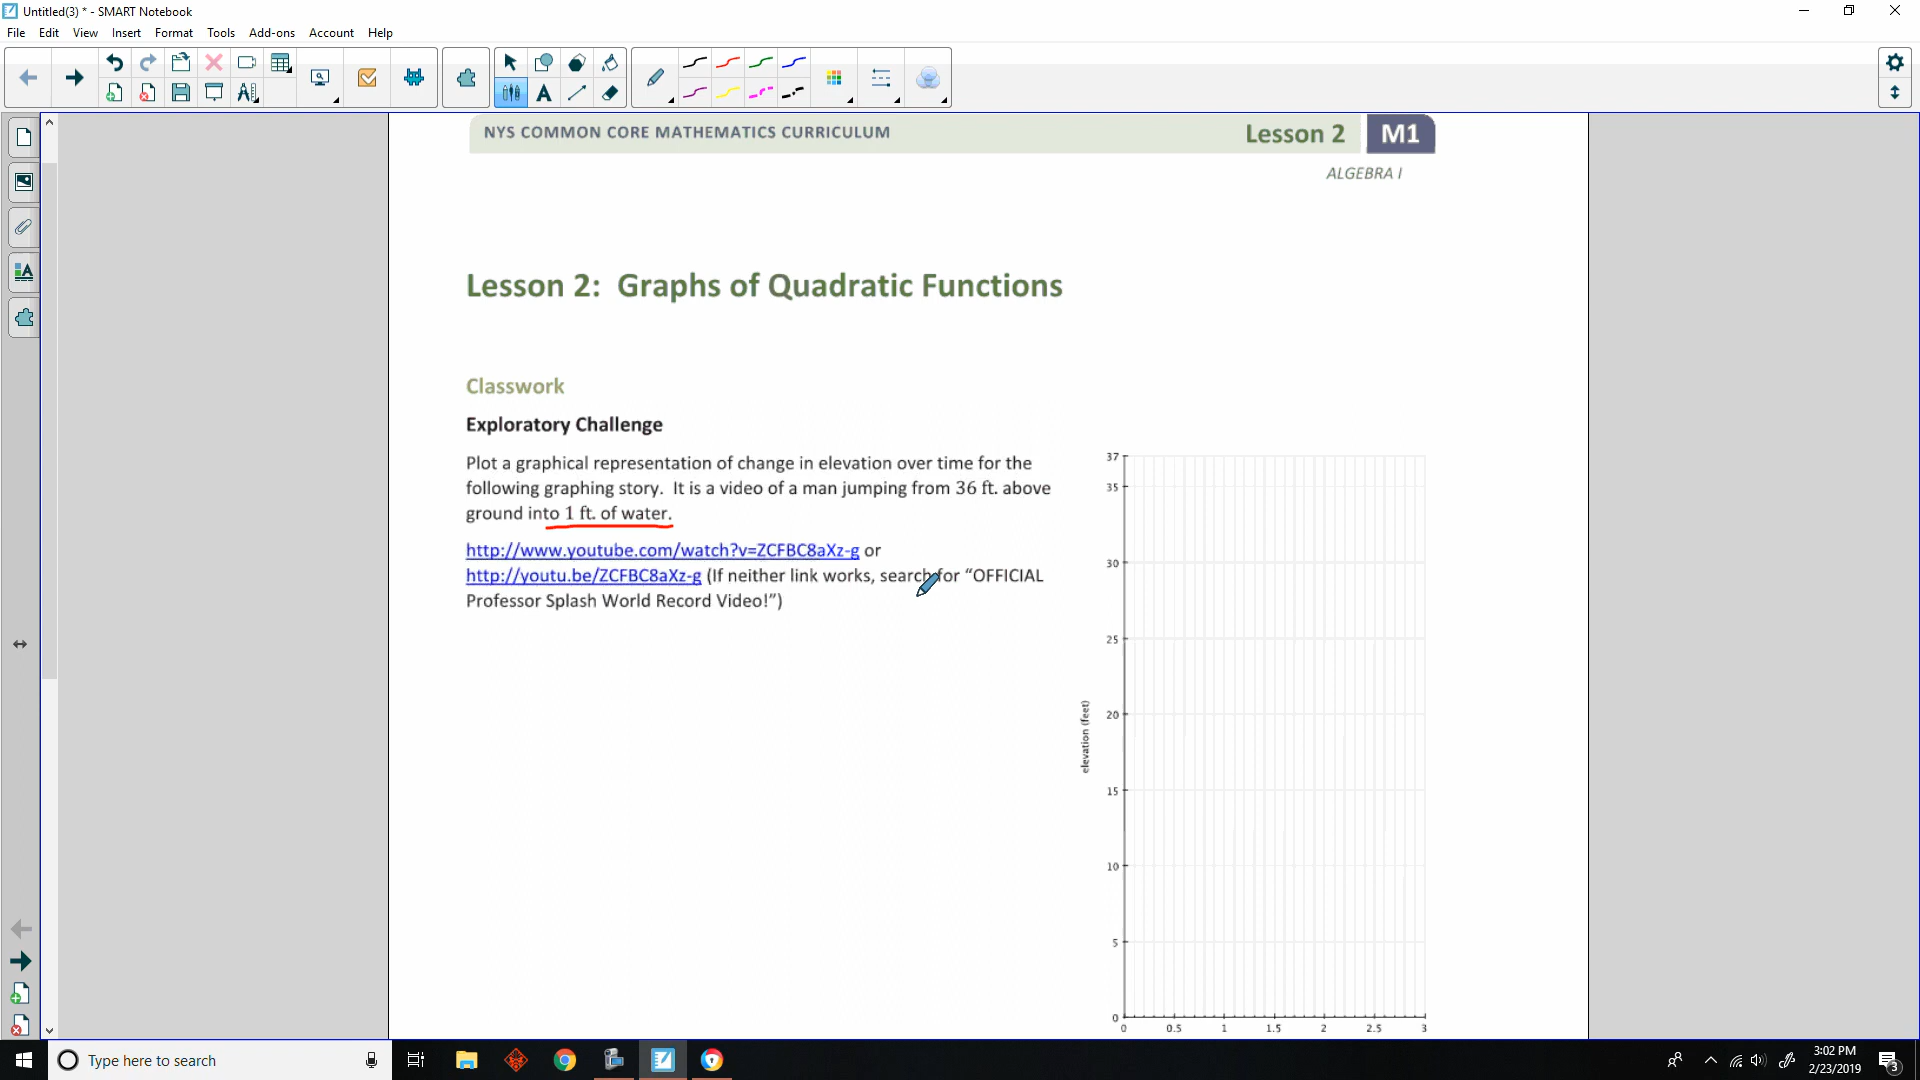 Untitled(3) * - SMART Notebook
File Edit View Insert Format Tools Add-ons Account Help
NYS COMMON CORE MATHEMATICS CURRICULUM
Lesson 2 M1
ALGEBRA I
Lesson 2: Graphs of Quadratic Functions
Classwork
Exploratory Challenge
Plot a graphical representation of change in elevation over time for the
following graphing story. It is a video of a man jumping from 36 ft. above
ground into 1 ft. of water.
http://www.youtube.com/watch?v=ZCFBC8aXz-g or
http://youtu.be/ZCFBC8aXz-g (If neither link works, search for “OFFICIAL
Professor Splash World Record Video!”)
37
35
30
25
20
15
10
5
0
elevation (feet)
0 0.5 1 1.5 2 2.5 3
Type here to search
3:02 PM
2/23/2019
3